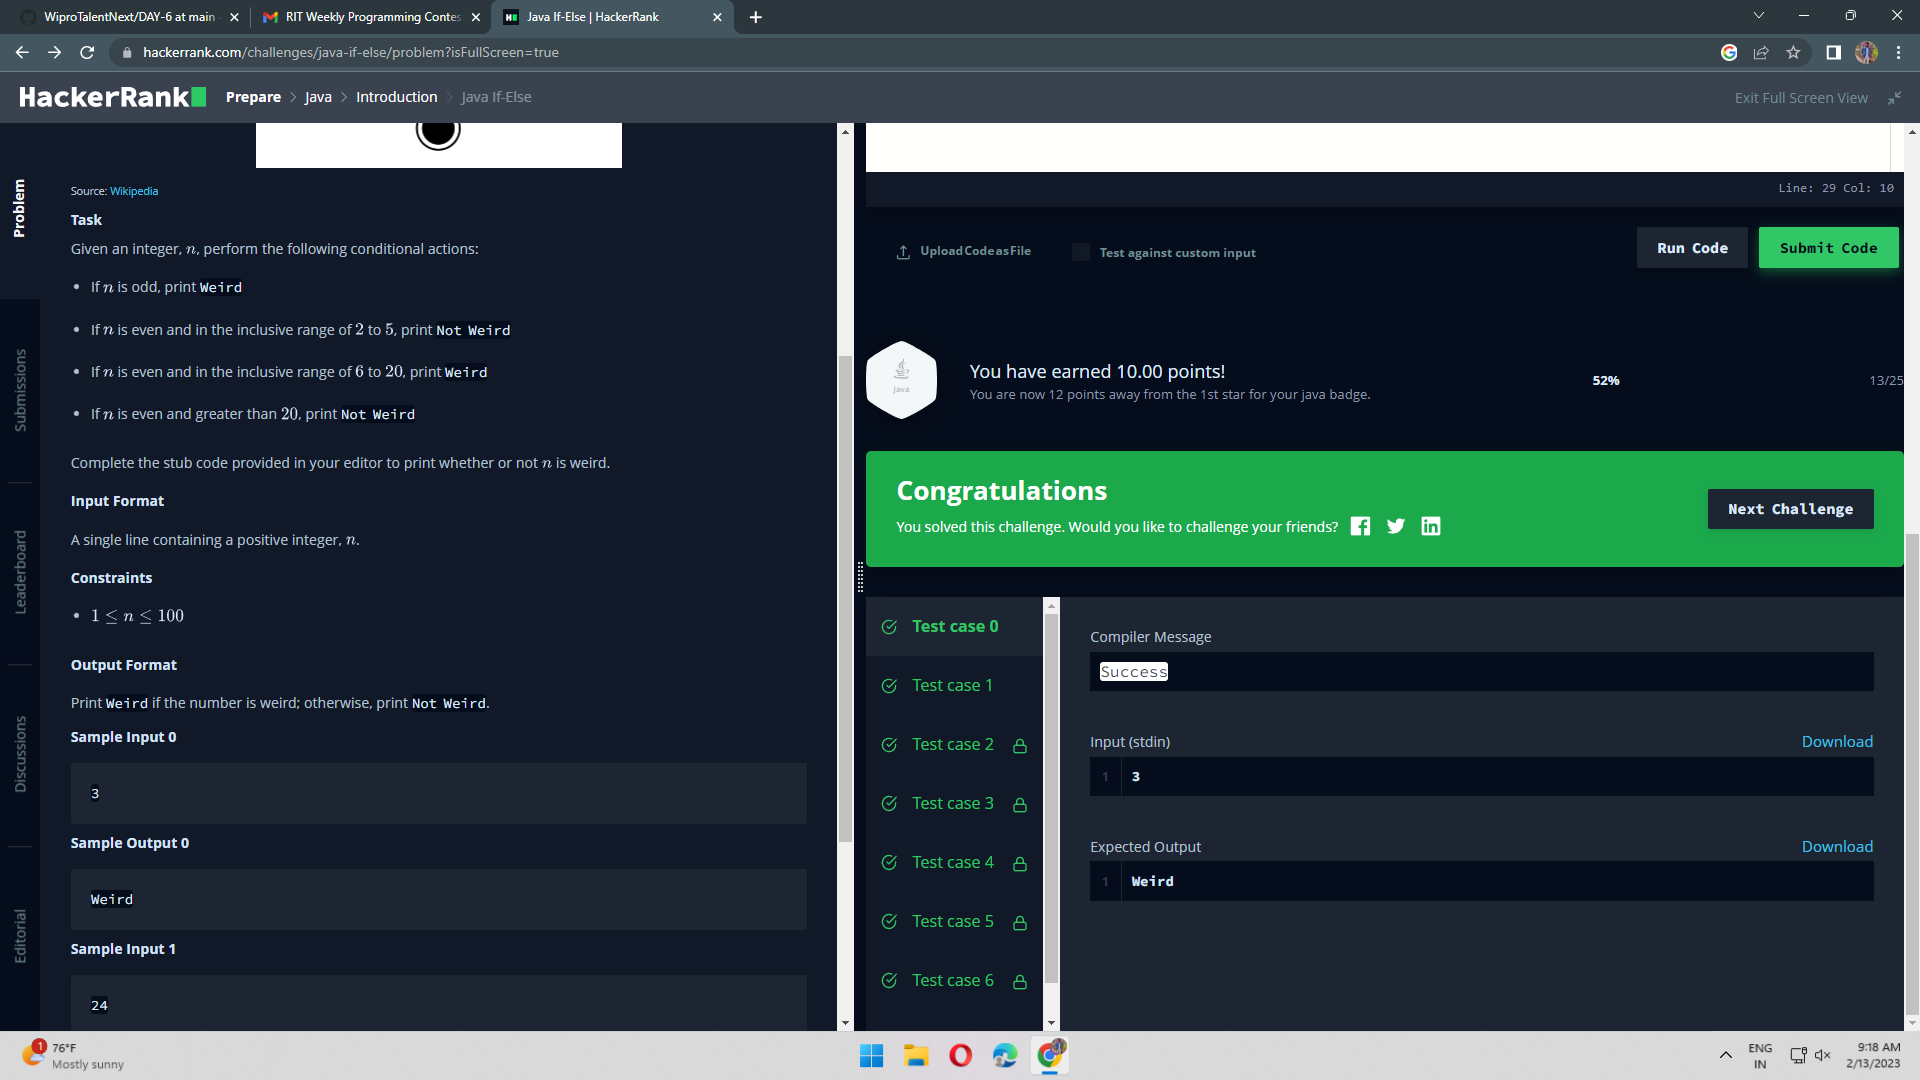 WiproTalentNext/DAY-6 at main
RIT Weekly Programming Contes
Java If-Else | HackerRank
hackerrank.com/challenges/java-if-else/problem?isFullScreen=true
HackerRank
Prepare > Java > Introduction > Java If-Else
Exit Full Screen View
Problem
Submissions
Leaderboard
Discussions
Editorial
Source: Wikipedia
Task
Given an integer, n, perform the following conditional actions:
• If n is odd, print Weird
• If n is even and in the inclusive range of 2 to 5, print Not Weird
• If n is even and in the inclusive range of 6 to 20, print Weird
• If n is even and greater than 20, print Not Weird
Complete the stub code provided in your editor to print whether or not n is weird.
Input Format
A single line containing a positive integer, n.
Constraints
• 1 ≤ n ≤ 100
Output Format
Print Weird if the number is weird; otherwise, print Not Weird.
Sample Input 0
3
Sample Output 0
Weird
Sample Input 1
24
Line: 29 Col: 10
Upload Code as File
Test against custom input
Run Code
Submit Code
Java
You have earned 10.00 points!
You are now 12 points away from the 1st star for your java badge.
52%
13/25
Congratulations
You solved this challenge. Would you like to challenge your friends?
Next Challenge
Test case 0
Test case 1
Test case 2
Test case 3
Test case 4
Test case 5
Test case 6
Compiler Message
Success
Input (stdin)
Download
1 3
Expected Output
Download
1 Weird
1
76°F
Mostly sunny
ENG
IN
9:18 AM
2/13/2023